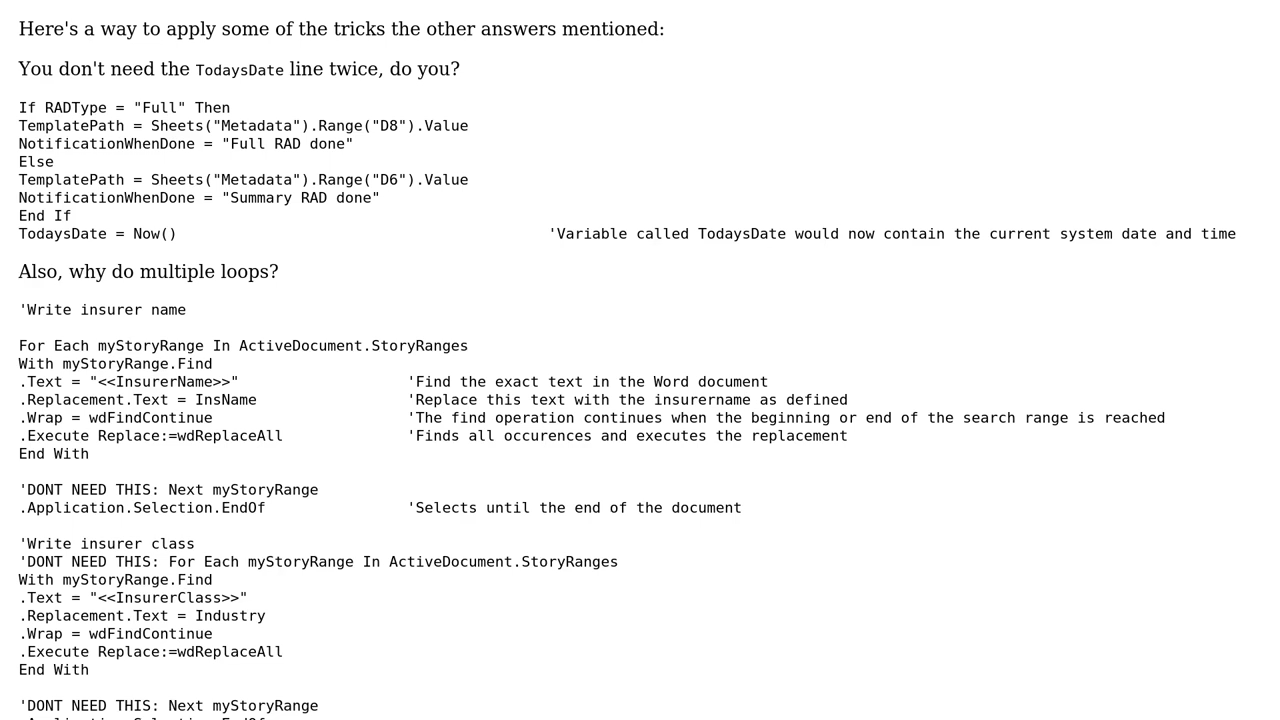 Here's a way to apply some of the tricks the other answers mentioned:
You don't need the TodaysDate line twice, do you?
If RADType = "Full" Then
TemplatePath = Sheets("Metadata").Range("D8").Value
NotificationWhenDone = "Full RAD done"
Else
TemplatePath = Sheets("Metadata").Range("D6").Value
NotificationWhenDone = "Summary RAD done"
End If
TodaysDate = Now() 'Variable called TodaysDate would now contain the current system date and time
Also, why do multiple loops?
'Write insurer name
For Each myStoryRange In ActiveDocument.StoryRanges
With myStoryRange.Find
.Text = "<<InsurerName>>" 'Find the exact text in the Word document
.Replacement.Text = InsName 'Replace this text with the insurername as defined
.Wrap = wdFindContinue 'The find operation continues when the beginning or end of the search range is reached
.Execute Replace:=wdReplaceAll 'Finds all occurences and executes the replacement
End With
'DONT NEED THIS: Next myStoryRange
.Application.Selection.EndOf 'Selects until the end of the document
'Write insurer class
'DONT NEED THIS: For Each myStoryRange In ActiveDocument.StoryRanges
With myStoryRange.Find
.Text = "<<InsurerClass>>"
.Replacement.Text = Industry
.Wrap = wdFindContinue
.Execute Replace:=wdReplaceAll
End With
'DONT NEED THIS: Next myStoryRange